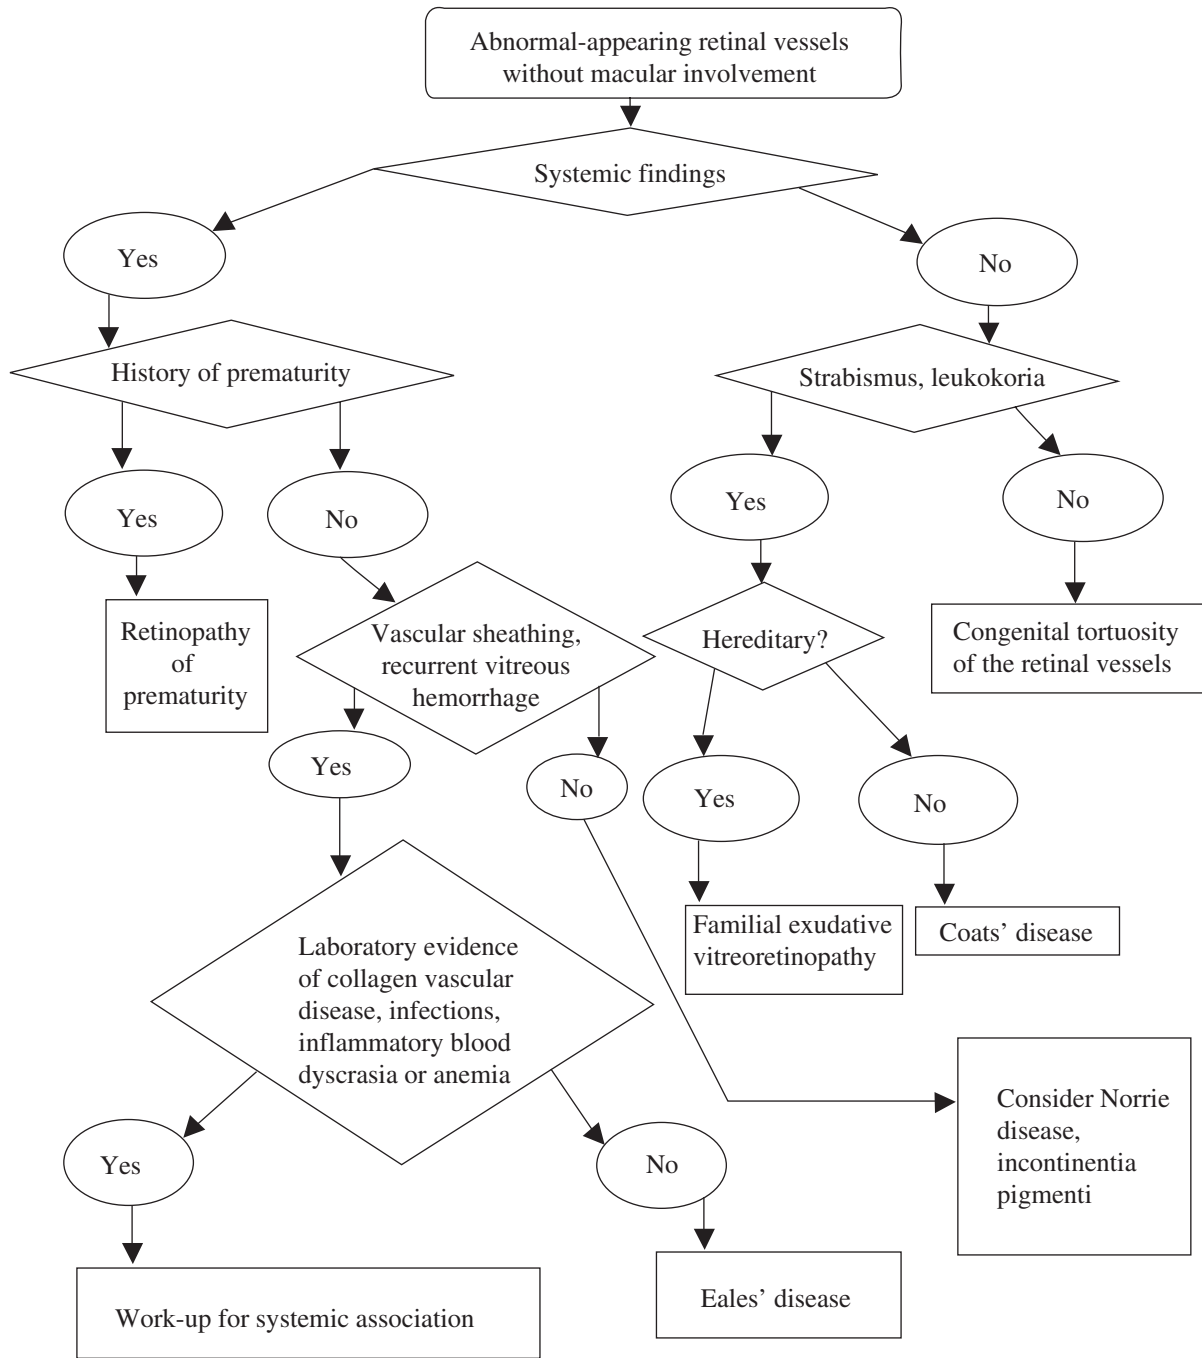 Abnormal-appearing retinal vessels
without macular involvement
Systemic findings
Yes
No
History of prematurity
Strabismus, leukokoria
Yes
No
Yes
No
Retinopathy
of
prematurity
Vascular sheathing,
recurrent vitreous
hemorrhage
Hereditary?
Congenital tortuosity
of the retinal vessels
Yes
No
Yes
No
Laboratory evidence
of collagen vascular
disease, infections,
inflammatory blood
dyscrasia or anemia
Familial exudative
vitreoretinopathy
Coats’ disease
Yes
No
Consider Norrie
disease,
incontinentia
pigmenti
Work-up for systemic association
Eales’ disease